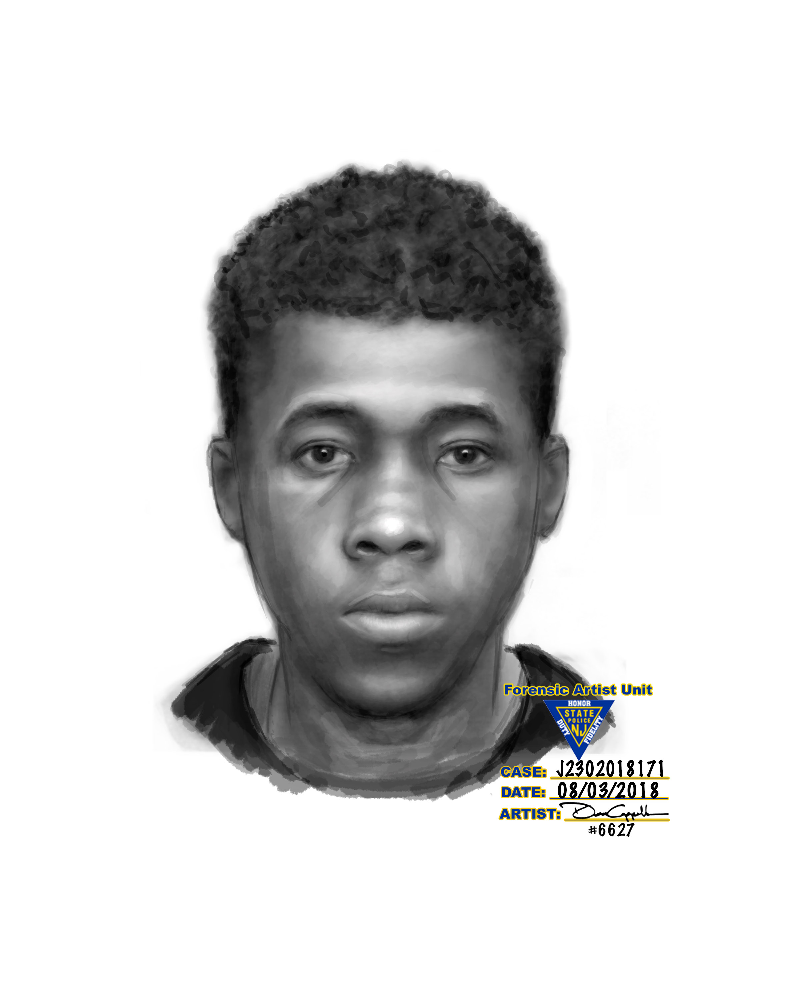 Forensic Artist Unit
HONOR
STATE
POLICE
NJ
DUTY
FIDELITY
CASE: J2302018171
DATE: 08/03/2018
ARTIST:
#6627